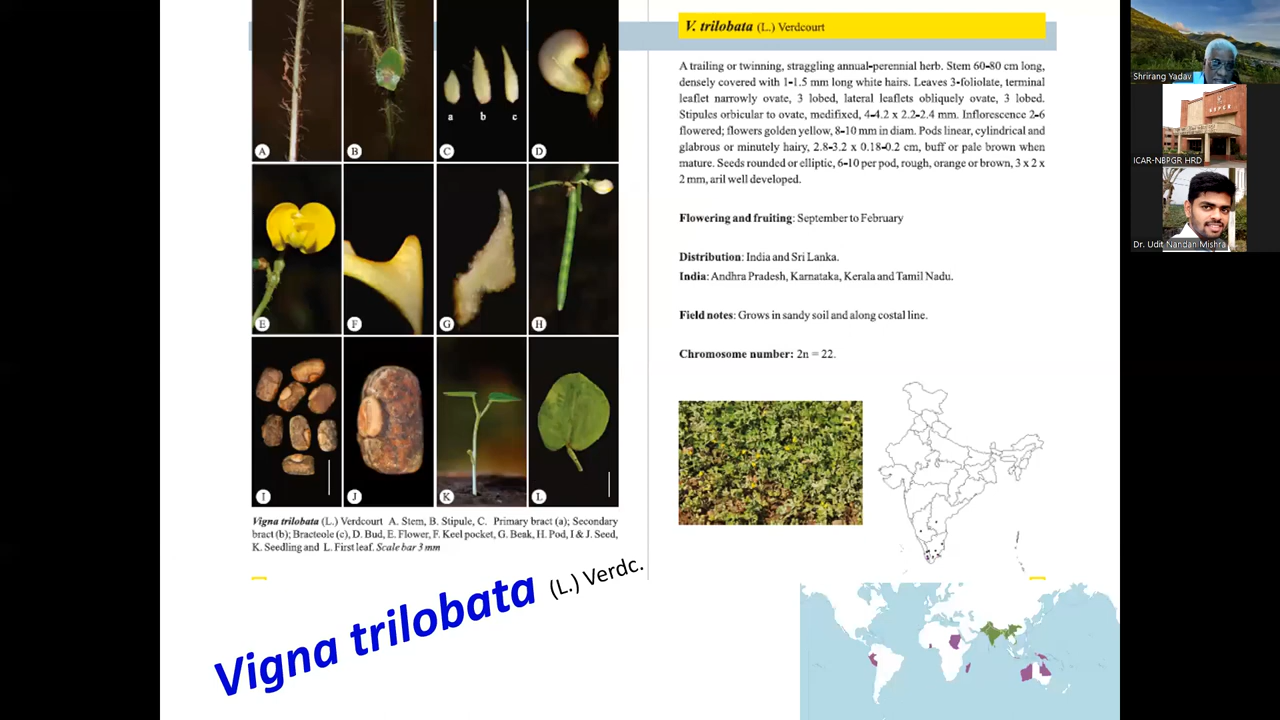 A
B
a
b
c
C
D
E
F
G
H
I
J
K
L
Vigna trilobata (L.) Verdcourt A. Stem, B. Stipule, C. Primary bract (a); Secondary
bract (b); Bracteole (c), D. Bud, E. Flower, F. Keel pocket, G. Beak, H. Pod, I & J. Seed,
K. Seedling and L. First leaf. Scale bar 3 mm
V. trilobata (L.) Verdcourt
A trailing or twinning, straggling annual-perennial herb. Stem 60-80 cm long,
densely covered with 1-1.5 mm long white hairs. Leaves 3-foliolate, terminal
leaflet narrowly ovate, 3 lobed, lateral leaflets obliquely ovate, 3 lobed.
Stipules orbicular to ovate, medifixed, 4-4.2 x 2.2-2.4 mm. Inflorescence 2-6
flowered; flowers golden yellow, 8-10 mm in diam. Pods linear, cylindrical and
glabrous or minutely hairy, 2.8-3.2 x 0.18-0.2 cm, buff or pale brown when
mature. Seeds rounded or elliptic, 6-10 per pod, rough, orange or brown, 3 x 2 x
2 mm, aril well developed.
Flowering and fruiting: September to February
Distribution: India and Sri Lanka.
India: Andhra Pradesh, Karnataka, Kerala and Tamil Nadu.
Field notes: Grows in sandy soil and along costal line.
Chromosome number: 2n = 22.
Vigna trilobata (L.) Verdc.
Shrirang Yadav
ICAR-NBPGR HRD
Dr. Udit Nandan Mishra